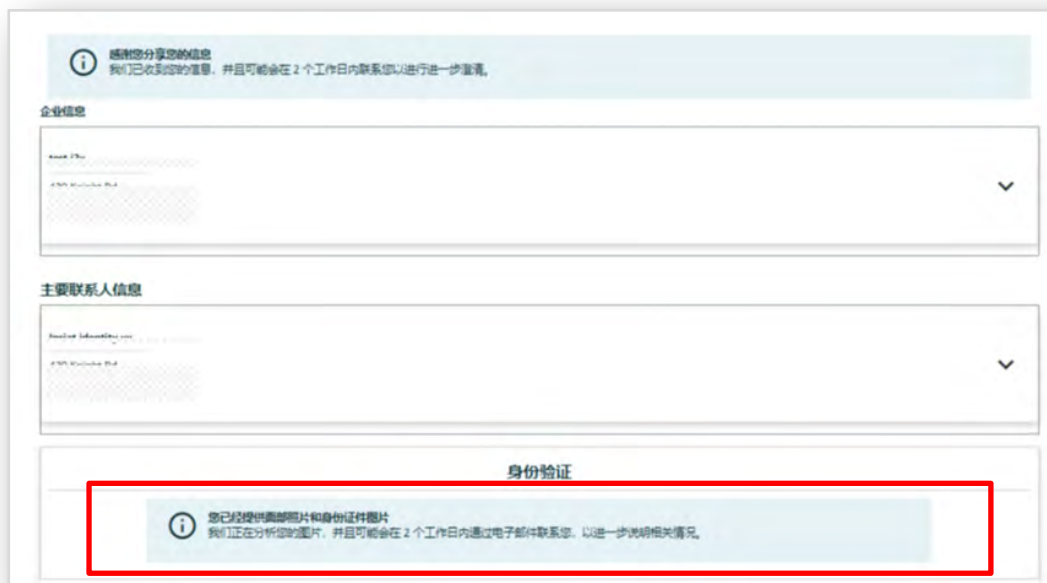 感谢您分享您的信息
我们已收到您的信息，并且可能会在 2 个工作日内联系您以进行进一步澄清。
企业信息
主要联系人信息
身份验证
您已经提供面部照片和身份证件图片
我们正在分析您的图片，并且可能会在 2 个工作日内通过电子邮件联系您，以进一步说明相关情况。